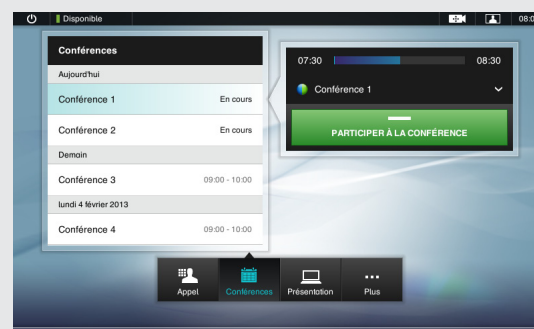 Disponible
08:0
Conférences
Aujourd'hui
Conférence 1 En cours
Conférence 2 En cours
Demain
Conférence 3 09:00 - 10:00
lundi 4 février 2013
Conférence 4 09:00 - 10:00
07:30 08:30
Conférence 1
PARTICIPER À LA CONFÉRENCE
Appel Conférences Présentation Plus